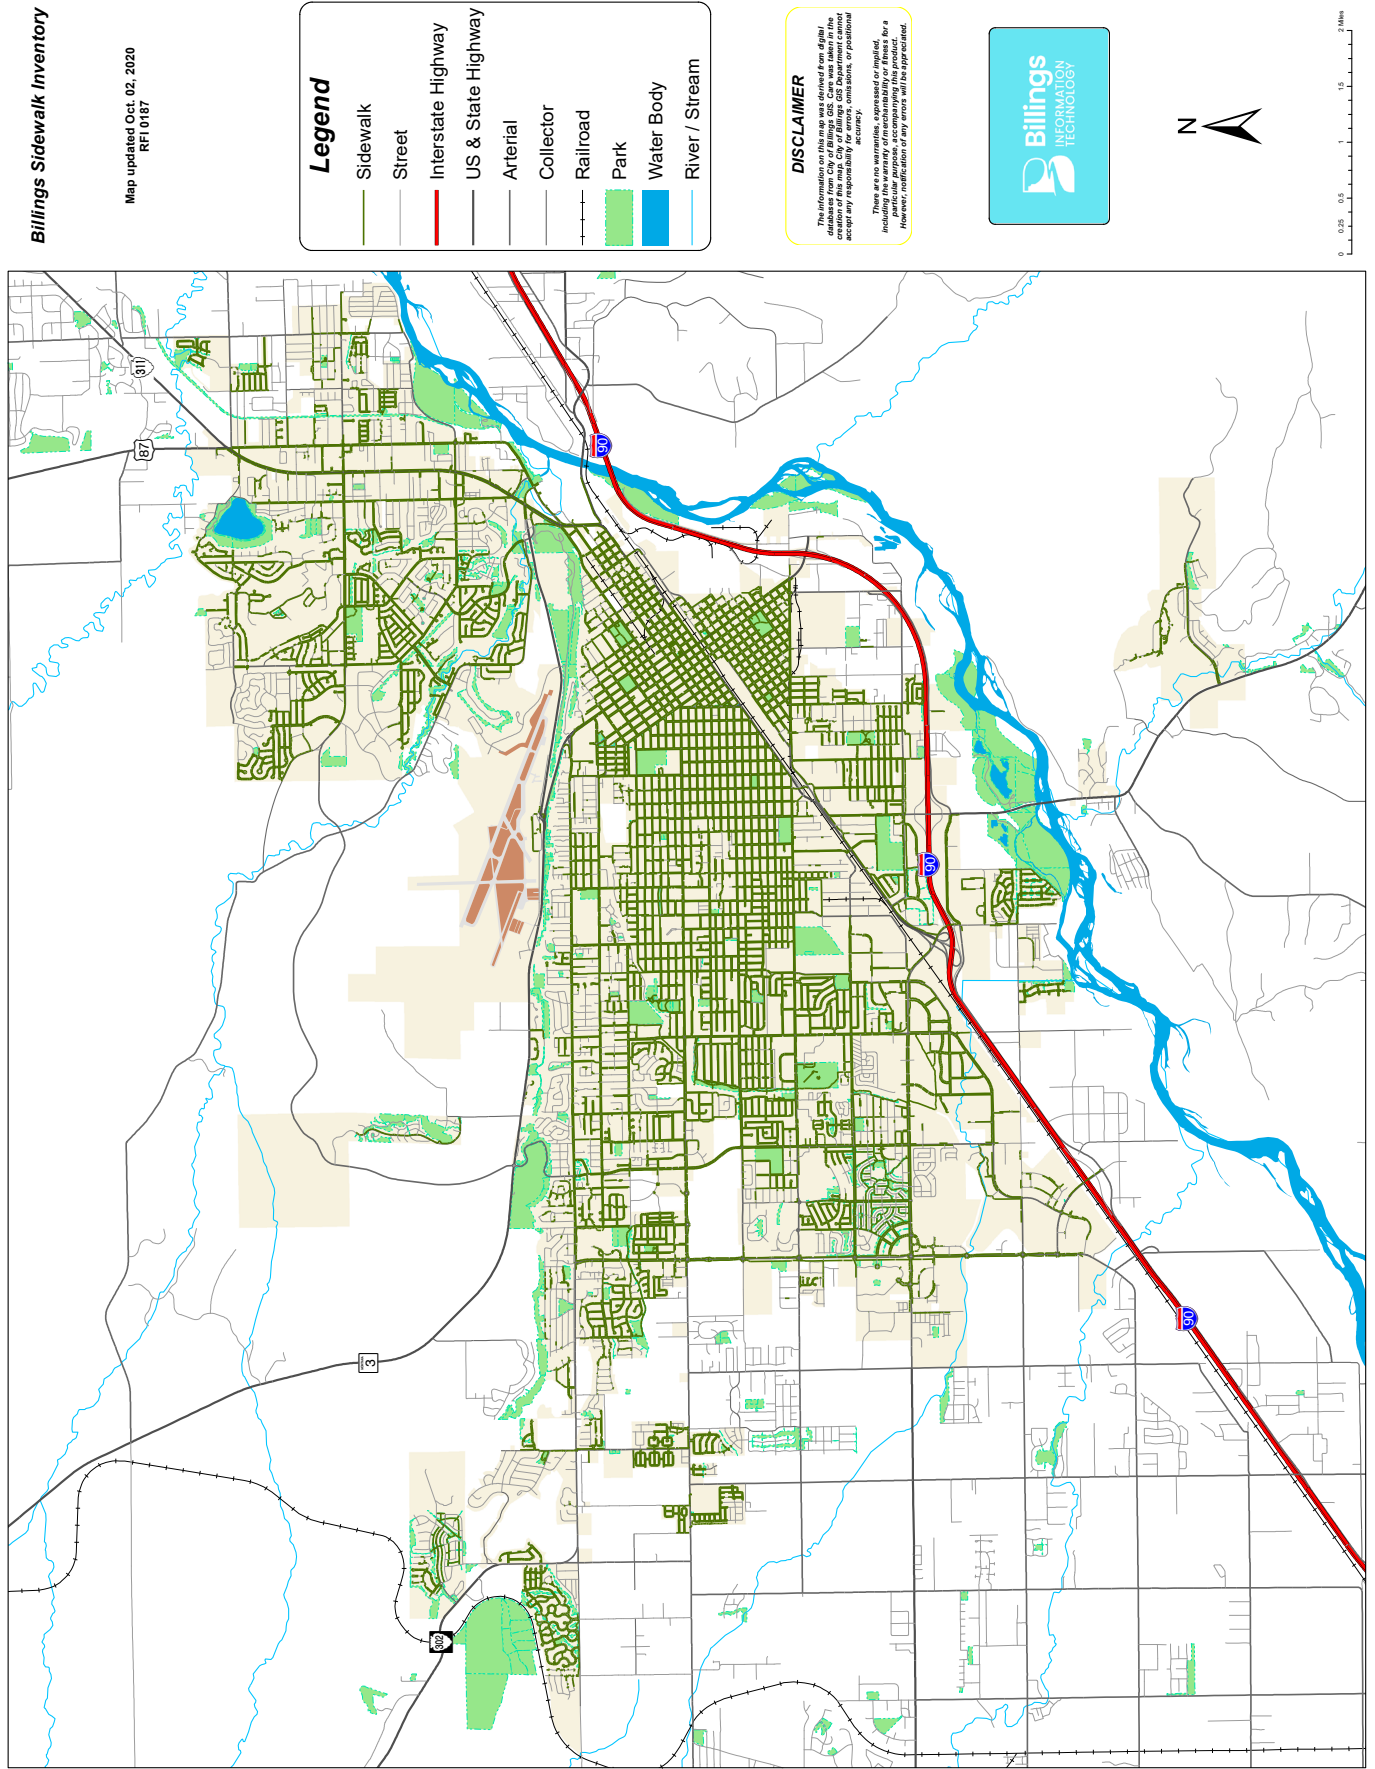 Billings Sidewalk Inventory
Map updated Oct. 02, 2020
RFI 0187
Legend
Sidewalk
Street
Interstate Highway
US & State Highway
Arterial
Collector
Railroad
Park
Water Body
River / Stream
DISCLAIMER
The information on this map was derived from digital
databases from City of Billings GIS. Care was taken in the
creation of this map. City of Billings GIS Department cannot
accept any responsibility for errors, omissions, or positional
accuracy.
There are no warranties, expressed or implied,
including the warranty of merchantability or fitness for a
particular purpose, accompanying this product.
However, notification of any errors will be appreciated.
Billings
INFORMATION
TECHNOLOGY
N
0 0.25 0.5 1 1.5 2 Miles
311
87
90
90
3
302
90